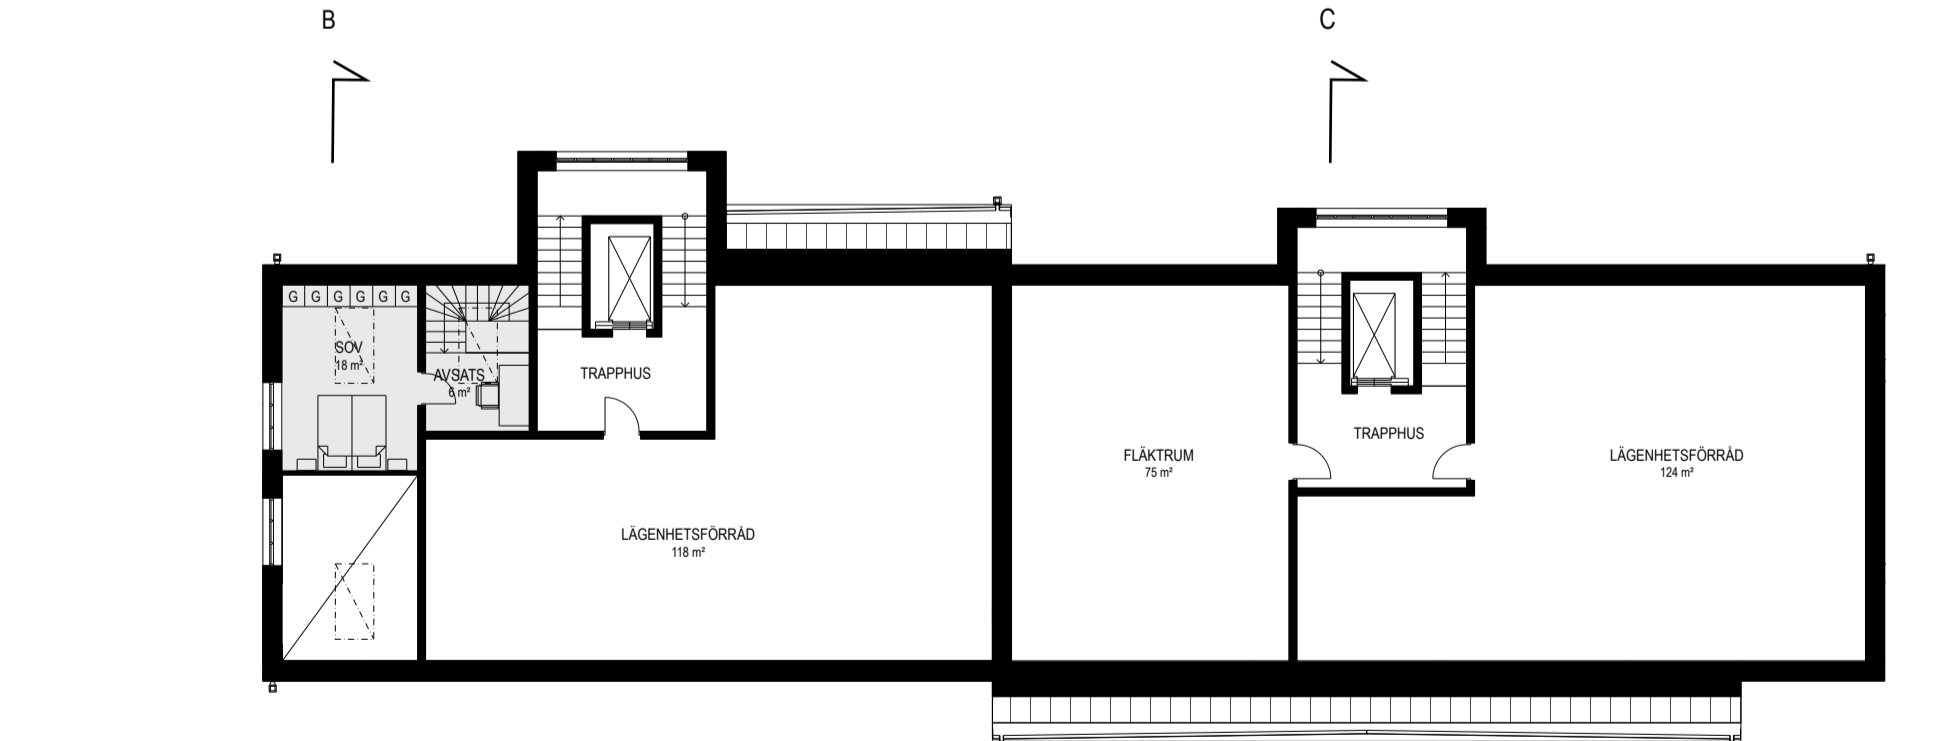 B
C
G G G G G G
SOV
18 m²
AVSATS
6 m²
TRAPPHUS
TRAPPHUS
FLÄKTRUM
75 m²
LÄGENHETSFÖRRÅD
124 m²
LÄGENHETSFÖRRÅD
118 m²